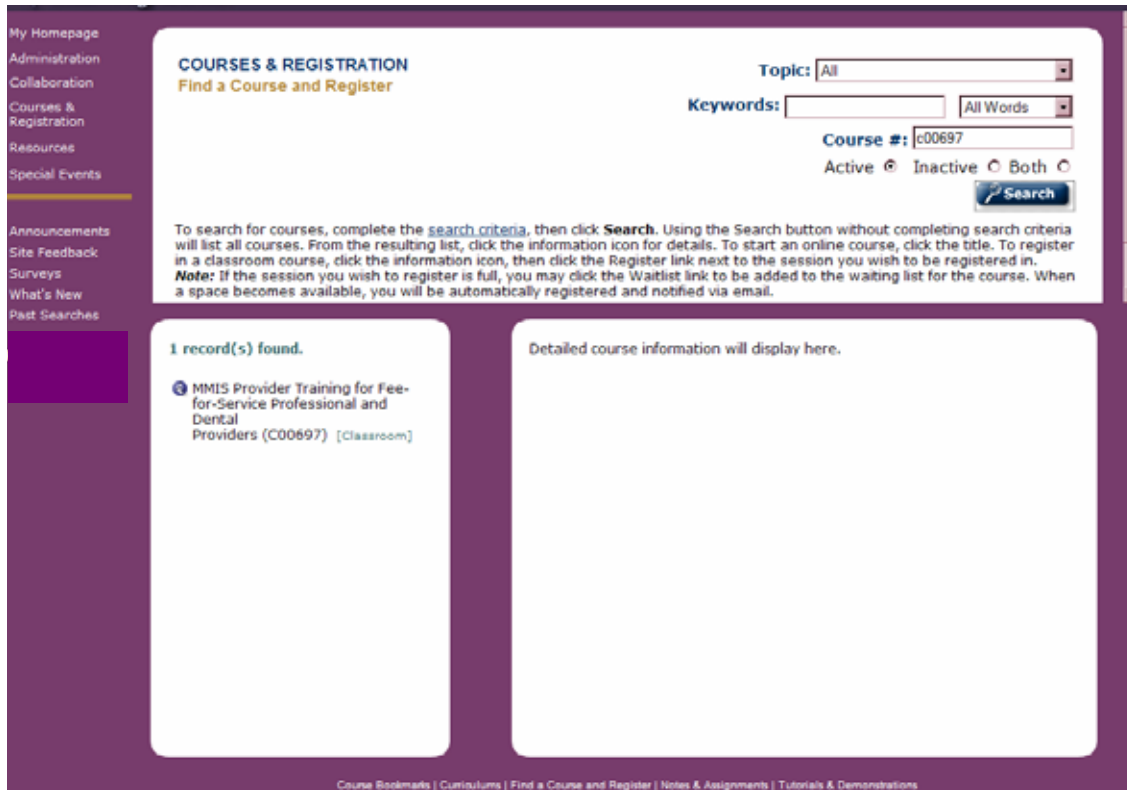 My Homepage
Administration
Collaboration
Courses &
Registration
Resources
Special Events
Announcements
Site Feedback
Surveys
What's New
Past Searches
COURSES & REGISTRATION
Find a Course and Register
Topic: All
Keywords: All Words
Course #: c00697
Active Inactive Both
Search
To search for courses, complete the search criteria, then click Search. Using the Search button without completing search criteria
will list all courses. From the resulting list, click the information icon for details. To start an online course, click the title. To register
in a classroom course, click the information icon, then click the Register link next to the session you wish to be registered in.
Note: If the session you wish to register is full, you may click the Waitlist link to be added to the waiting list for the course. When
a space becomes available, you will be automatically registered and notified via email.
1 record(s) found.
MMIS Provider Training for Fee-
for-Service Professional and
Dental
Providers (C00697) [Classroom]
Detailed course information will display here.
Course Bookmarks | Curriculums | Find a Course and Register | Notes & Assignments | Tutorials & Demonstrations